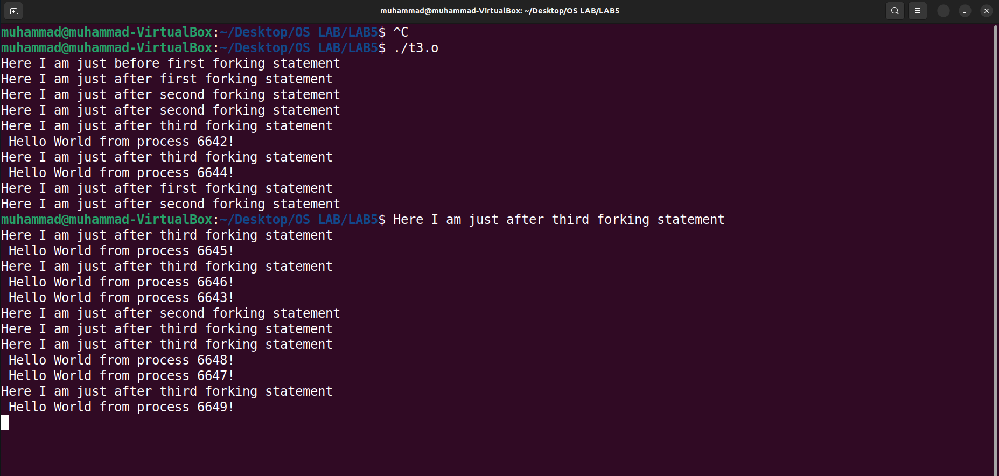 muhammad@muhammad-VirtualBox: ~/Desktop/OS LAB/LAB5
muhammad@muhammad-VirtualBox:~/Desktop/OS LAB/LAB5$ ^C
muhammad@muhammad-VirtualBox:~/Desktop/OS LAB/LAB5$ ./t3.o
Here I am just before first forking statement
Here I am just after first forking statement
Here I am just after second forking statement
Here I am just after second forking statement
Here I am just after third forking statement
 Hello World from process 6642!
Here I am just after third forking statement
 Hello World from process 6644!
Here I am just after first forking statement
Here I am just after second forking statement
muhammad@muhammad-VirtualBox:~/Desktop/OS LAB/LAB5$ Here I am just after third forking statement
Here I am just after third forking statement
 Hello World from process 6645!
Here I am just after third forking statement
 Hello World from process 6646!
 Hello World from process 6643!
Here I am just after second forking statement
Here I am just after third forking statement
Here I am just after third forking statement
 Hello World from process 6648!
 Hello World from process 6647!
Here I am just after third forking statement
 Hello World from process 6649!